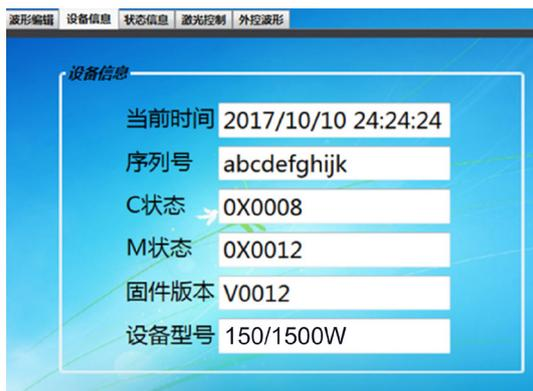 波形编辑 设备信息 状态信息 激光控制 外控波形
设备信息
当前时间 2017/10/10 24:24:24
序列号 abcdefghijk
C状态 0X0008
M状态 0X0012
固件版本 V0012
设备型号 150/1500W